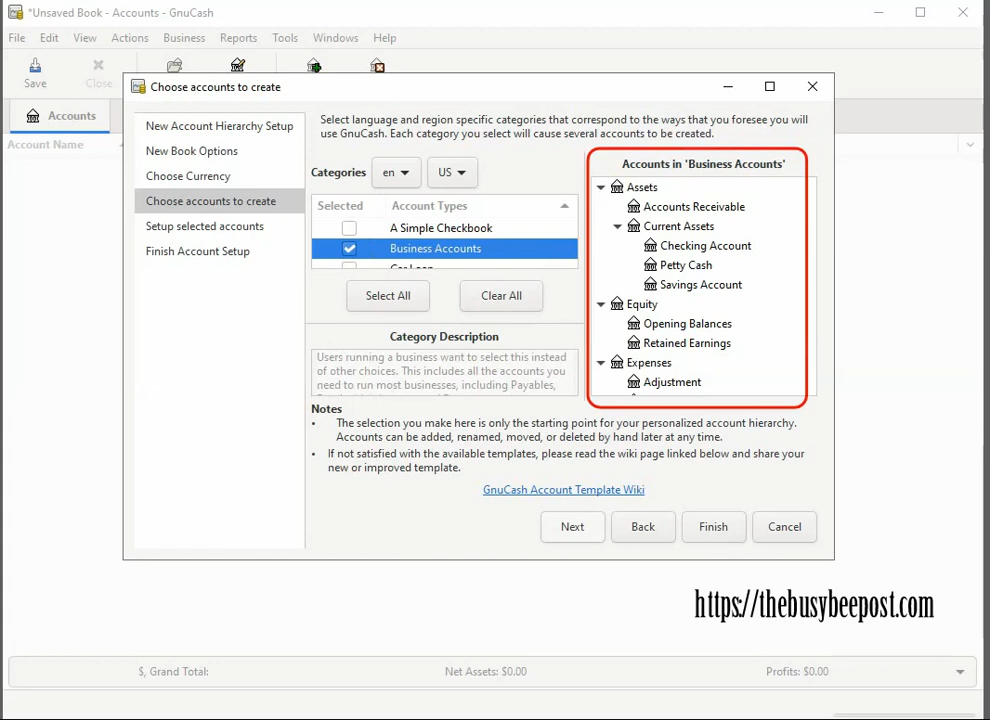 *Unsaved Book - Accounts - GnuCash
File Edit View Actions Business Reports Tools Windows Help
Save
Close
Accounts
Account Name
Choose accounts to create
New Account Hierarchy Setup
New Book Options
Choose Currency
Choose accounts to create
Setup selected accounts
Finish Account Setup
Select language and region specific categories that correspond to the ways that you foresee you will
use GnuCash. Each category you select will cause several accounts to be created.
Categories en US
Selected Account Types
A Simple Checkbook
Business Accounts
Car Loan
Select All Clear All
Category Description
Users running a business want to select this instead
of other choices. This includes all the accounts you
need to run most businesses, including Payables,
Accounts in 'Business Accounts'
Assets
Accounts Receivable
Current Assets
Checking Account
Petty Cash
Savings Account
Equity
Opening Balances
Retained Earnings
Expenses
Adjustment
Notes
• The selection you make here is only the starting point for your personalized account hierarchy.
Accounts can be added, renamed, moved, or deleted by hand later at any time.
• If not satisfied with the available templates, please read the wiki page linked below and share your
new or improved template.
GnuCash Account Template Wiki
Next Back Finish Cancel
https://thebusybeepost.com
$, Grand Total: Net Assets: $0.00 Profits: $0.00